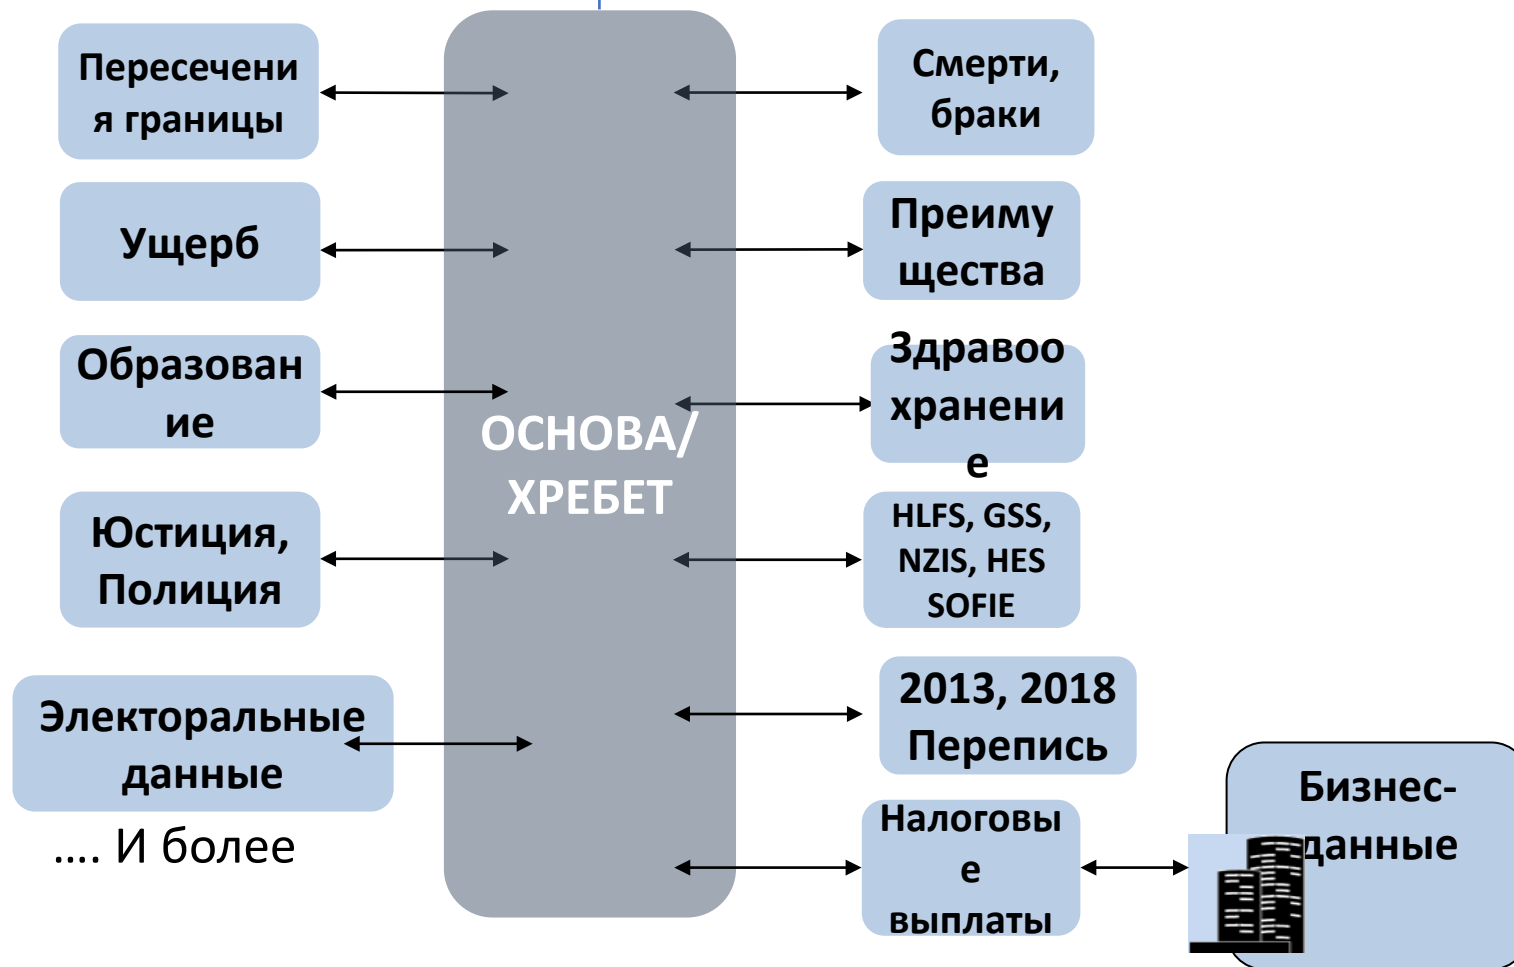 Пересечени
я границы
Ущерб
Образован
ие
Юстиция,
Полиция
Электоральные
данные
.... И более
ОСНОВА/
ХРЕБЕТ
Смерти,
браки
Преиму
щества
Здравоо
хранени
е
HLFS, GSS,
NZIS, HES
SOFIE
2013, 2018
Перепись
Налоговы
е
выплаты
Бизнес-
данные